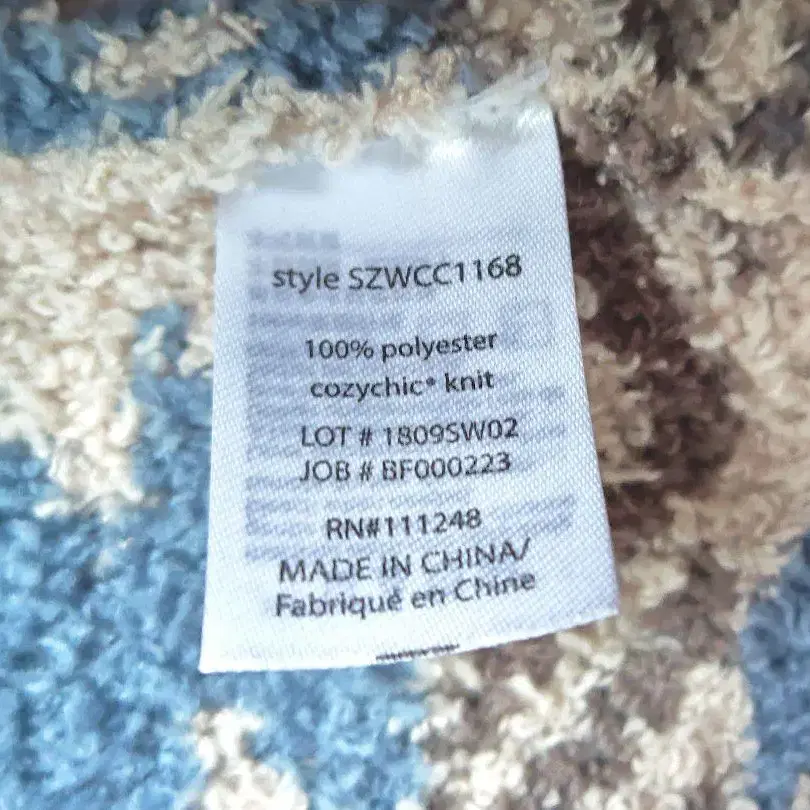 style SZWCC1168
100% polyester
cozychic® knit
LOT # 1809SW02
JOB # BF000223
RN#111248
MADE IN CHINA/
Fabriqué en Chine